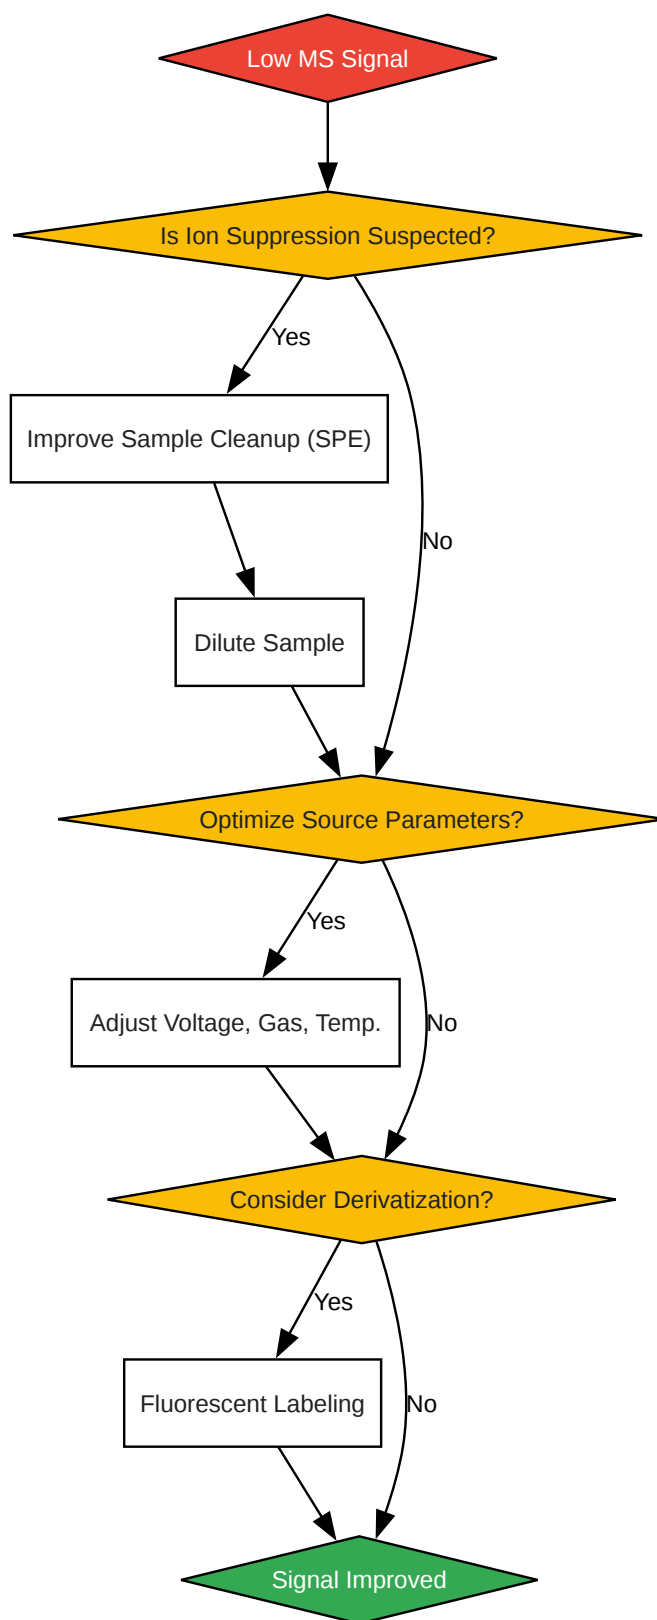 Low MS Signal
Is Ion Suppression Suspected?
Yes
Improve Sample Cleanup (SPE)
No
Dilute Sample
Optimize Source Parameters?
Yes
Adjust Voltage, Gas, Temp.
No
Consider Derivatization?
Yes
Fluorescent Labeling
No
Signal Improved